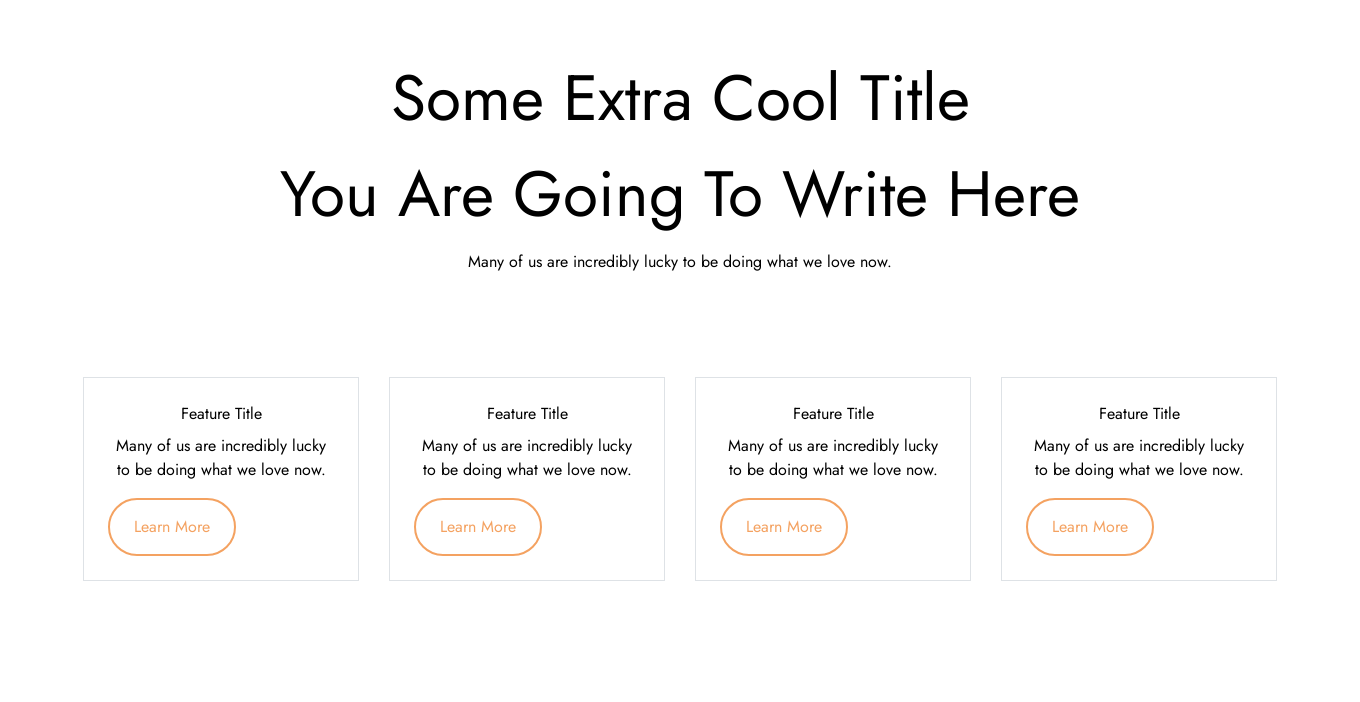 Some Extra Cool Title
You Are Going To Write Here
Many of us are incredibly lucky to be doing what we love now.
Feature Title
Many of us are incredibly lucky
to be doing what we love now.
Learn More
Feature Title
Many of us are incredibly lucky
to be doing what we love now.
Learn More
Feature Title
Many of us are incredibly lucky
to be doing what we love now.
Learn More
Feature Title
Many of us are incredibly lucky
to be doing what we love now.
Learn More